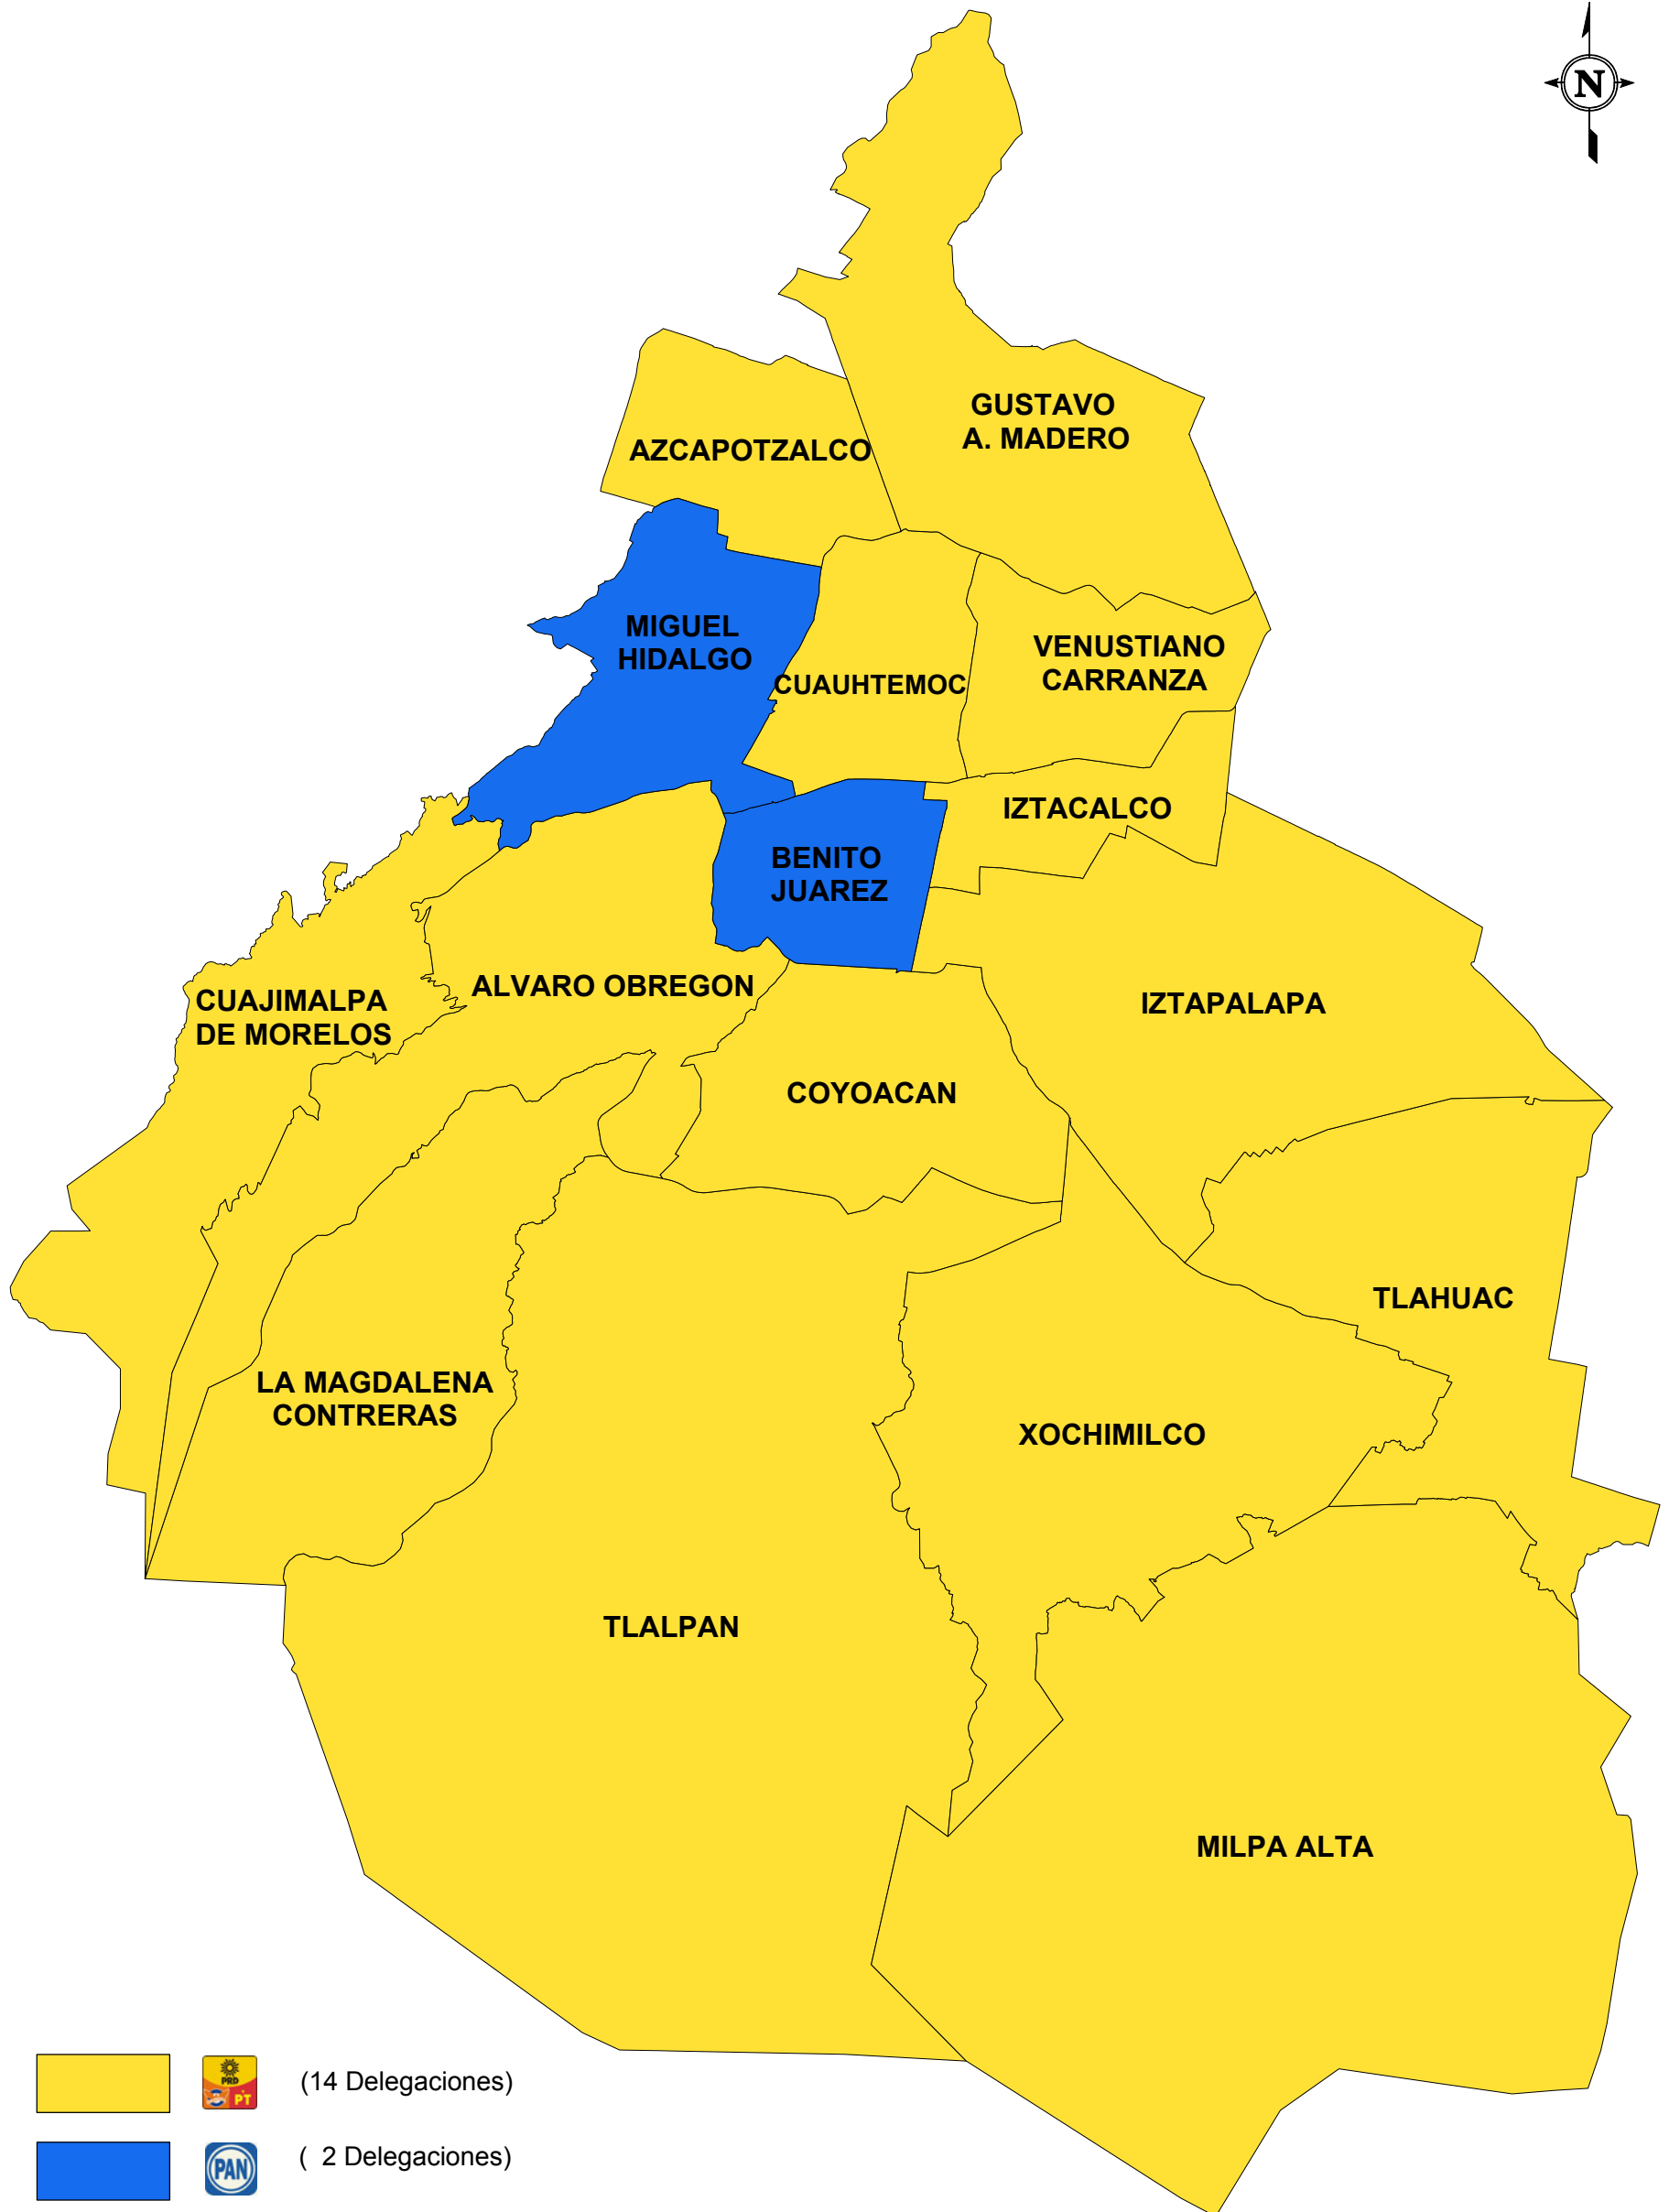 N
GUSTAVO
A. MADERO
AZCAPOTZALCO
MIGUEL
HIDALGO
CUAUHTEMOC
VENUSTIANO
CARRANZA
IZTACALCO
BENITO
JUAREZ
CUAJIMALPA
DE MORELOS
ALVARO OBREGON
IZTAPALAPA
COYOACAN
TLAHUAC
LA MAGDALENA
CONTRERAS
XOCHIMILCO
TLALPAN
MILPA ALTA
PRD
PT
(14 Delegaciones)
PAN
( 2 Delegaciones)